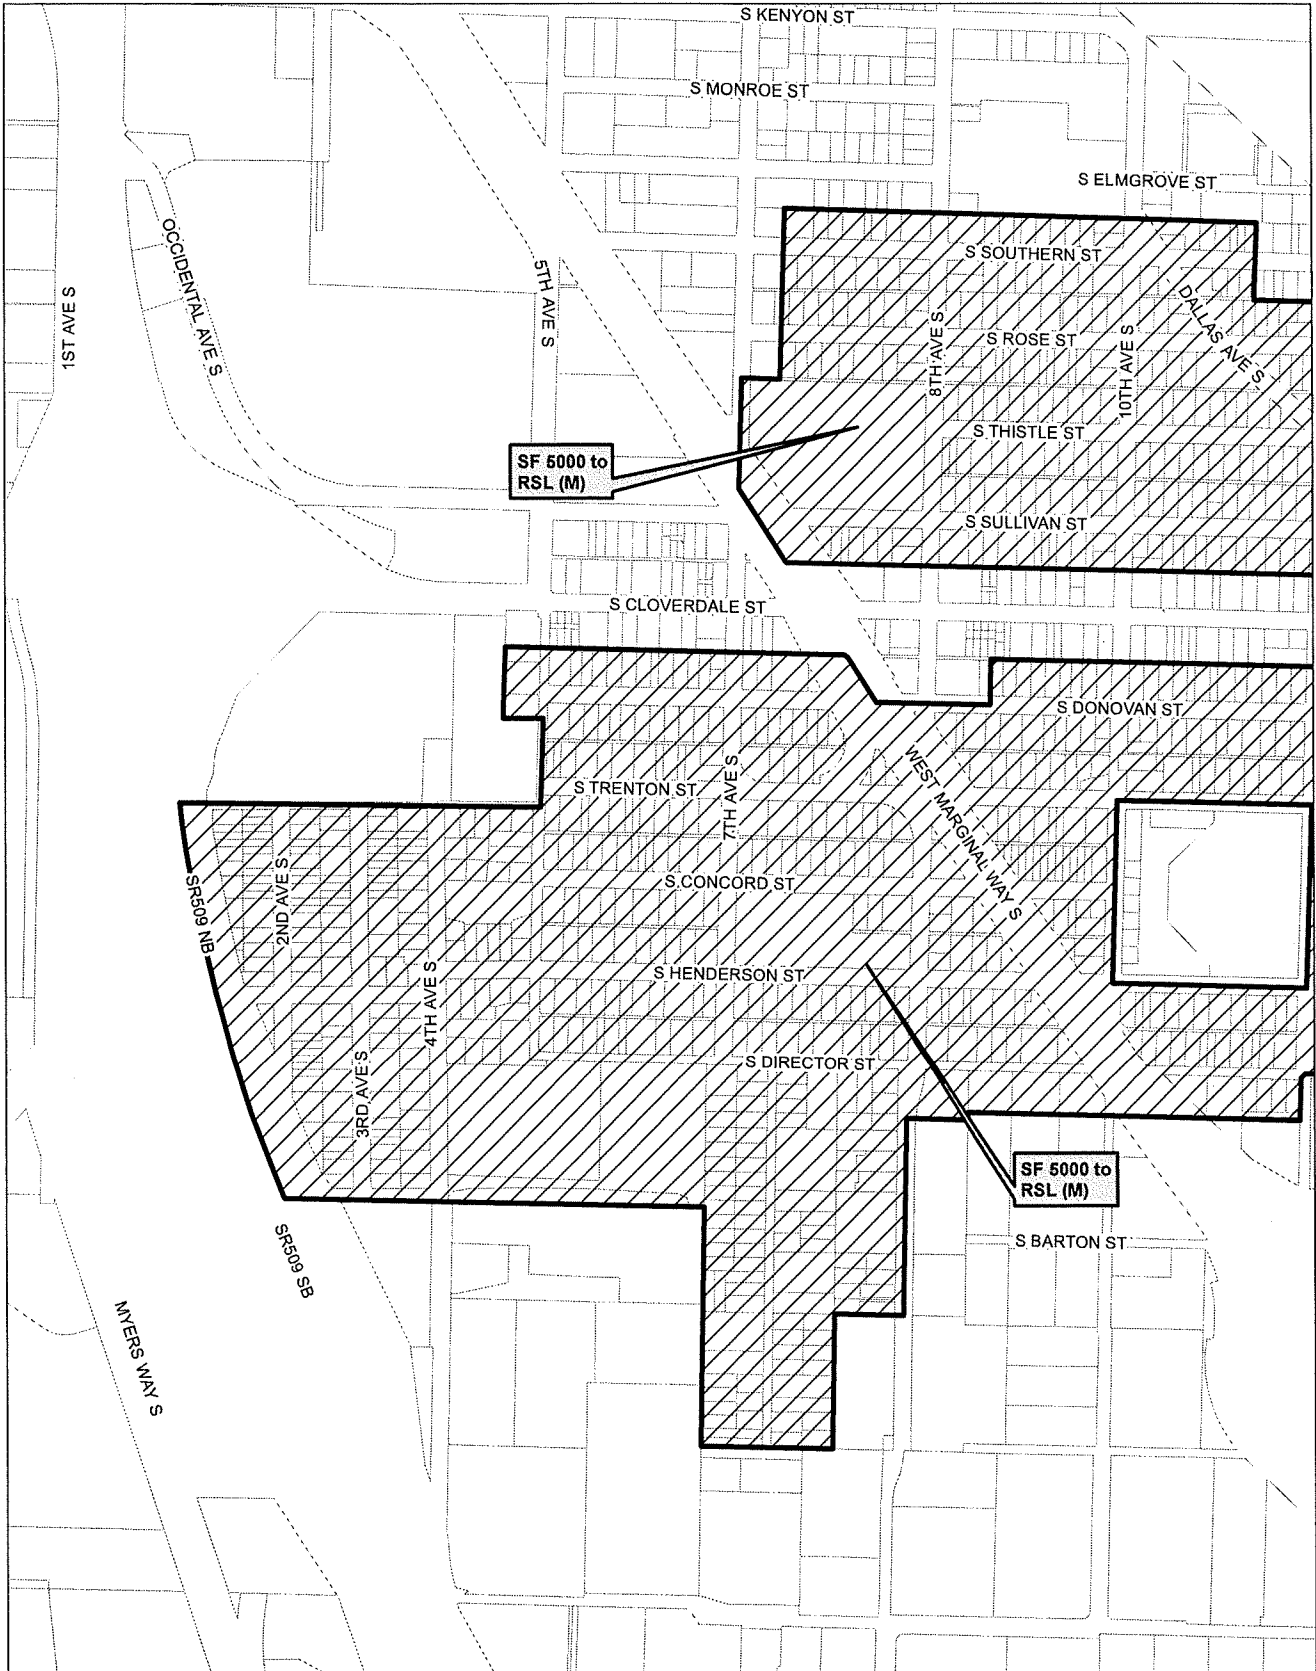 S KENYON ST
S MONROE ST
S ELMGROVE ST
OCCIDENTAL AVE S
S SOUTHERN ST
5TH AVE S
1ST AVE S
DALLAS AVE S
8TH AVE S
S ROSE ST
10TH AVE S
S THISTLE ST
SF 5000 to
RSL (M)
S SULLIVAN ST
S CLOVERDALE ST
S DONOVAN ST
S TRENTON ST
7TH AVE S
WEST MARGINAL WAY S
S CONCORD ST
2ND AVE S
SR509 NB
S HENDERSON ST
4TH AVE S
S DIRECTOR ST
3RD AVE S
SF 5000 to
RSL (M)
S BARTON ST
SR509 SB
MYERS WAY S